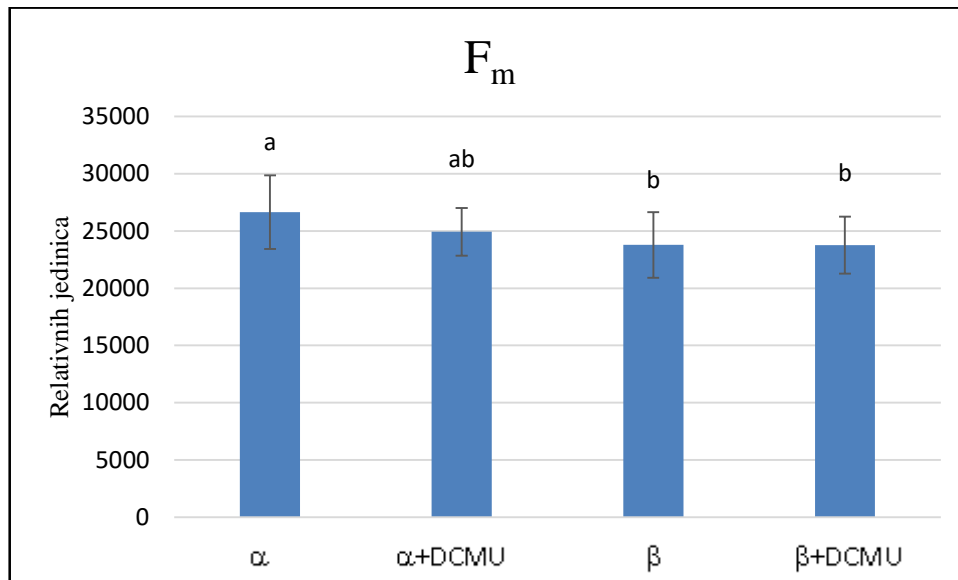 Fm
35000
30000
25000
20000
15000
10000
5000
0
Relativnih jedinica
a
ab
b
b
α
α+DCMU
β
β+DCMU